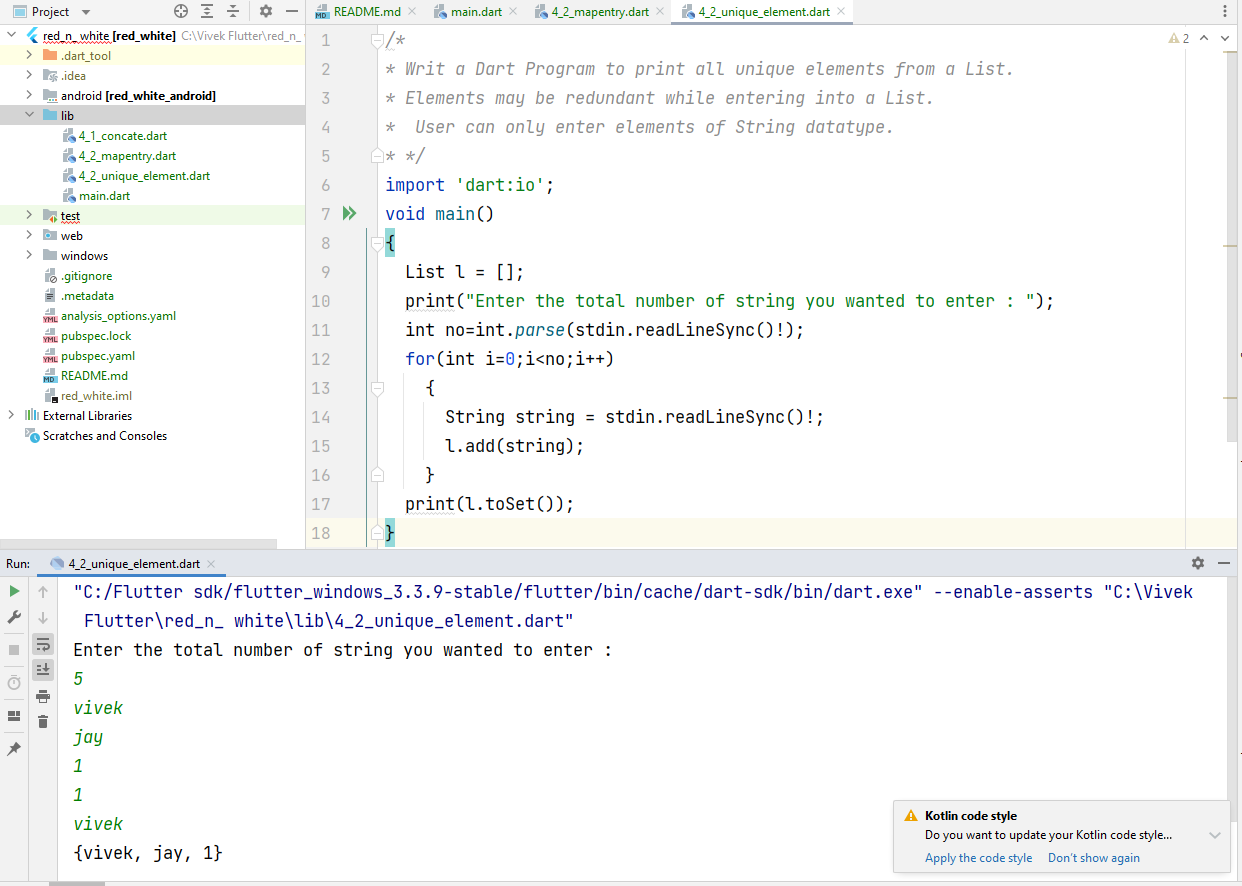 Project
README.md
main.dart
4_2_mapentry.dart
4_2_unique_element.dart
red_n_white [red_white] C:\Vivek Flutter\red_n_
.dart_tool
.idea
android [red_white_android]
lib
4_1_concate.dart
4_2_mapentry.dart
4_2_unique_element.dart
main.dart
test
web
windows
.gitignore
.metadata
analysis_options.yaml
pubspec.lock
pubspec.yaml
README.md
red_white.iml
External Libraries
Scratches and Consoles
2
1 /*
2 * Writ a Dart Program to print all unique elements from a List.
3 * Elements may be redundant while entering into a List.
4 *  User can only enter elements of String datatype.
5 * */
6 import 'dart:io';
7 void main()
8 {
9   List l = [];
10   print("Enter the total number of string you wanted to enter : ");
11   int no=int.parse(stdin.readLineSync()!);
12   for(int i=0;i<no;i++)
13     {
14       String string = stdin.readLineSync()!;
15       l.add(string);
16     }
17   print(l.toSet());
18 }
Run: 4_2_unique_element.dart
"C:/Flutter sdk/flutter_windows_3.3.9-stable/flutter/bin/cache/dart-sdk/bin/dart.exe" --enable-asserts "C:\Vivek
Flutter\red_n_ white\lib\4_2_unique_element.dart"
Enter the total number of string you wanted to enter :
5
vivek
jay
1
1
vivek
{vivek, jay, 1}
Kotlin code style
Do you want to update your Kotlin code style...
Apply the code style Don't show again